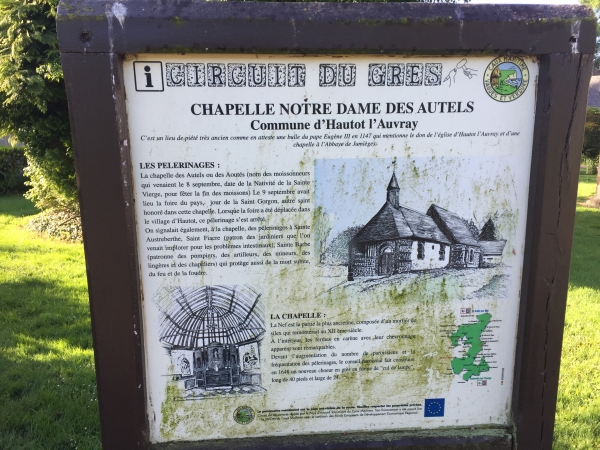 i CIRCUIT DU GRES
CHAPELLE NOTRE DAME DES AUTELS
Commune d'Hautot l'Auvray
C'est un lieu de piété très ancien comme en atteste une bulle du pape Eugène III en 1147 qui mentionne le don de l'église d'Hautot l'Auvray et d'une
chapelle à l'Abbaye de Jumièges.
LES PELERINAGES :
La chapelle des Autels ou des Aoutés (nom des moissonneurs
qui venaient le 8 septembre, date de la Nativité de la Sainte
Vierge, pour fêter la fin des moissons) Le 9 septembre avait
lieu la foire du pays, jour de la Saint Gorgon, autre saint
honoré dans cette chapelle. Lorsque la foire a été déplacée dans
le village d'Hautot, ce pèlerinage s'est arrêté.
On signalait également, à la chapelle, des pèlerinages à Sainte
Austreberthe, Saint Fiacre (patron des jardiniers que l'on
venait implorer pour les problèmes intestinaux), Sainte Barbe
(patronne des pompiers, des artilleurs, des mineurs, des
lingères et des chapeliers) qui protège aussi de la mort subite,
du feu et de la foudre.
LA CHAPELLE :
La Nef est la partie la plus ancienne, composée d'un mortier de
silex qui remonterait au XII ème siècle.
A l'intérieur, les fermes en carène avec leur chevronnage
apparent sont remarquables.
Devant l'augmentation du nombre de paroissiens et la
fréquentation des pèlerinages, le conseil paroissial fait construire
en 1648 un nouveau choeur en grès en forme de "cul de lampe",
long de 40 pieds et large de 24.